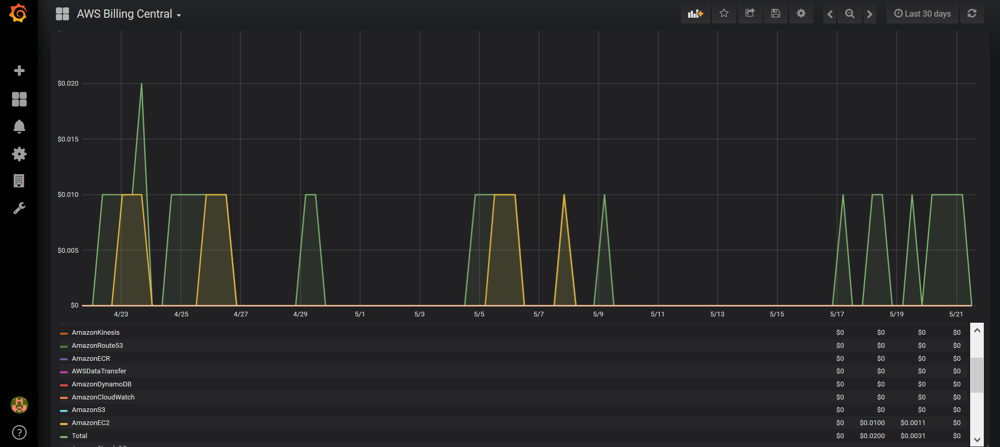 AWS Billing Central
Last 30 days
$0.020
$0.015
$0.010
$0.005
$0
4/23 4/25 4/27 4/29 5/1 5/3 5/5 5/7 5/9 5/11 5/13 5/15 5/17 5/19 5/21
AmazonKinesis $0 $0 $0 $0
AmazonRoute53 $0 $0 $0 $0
AmazonECR $0 $0 $0 $0
AWSDataTransfer $0 $0 $0 $0
AmazonDynamoDB $0 $0 $0 $0
AmazonCloudWatch $0 $0 $0 $0
AmazonS3 $0 $0 $0 $0
AmazonEC2 $0 $0.0100 $0.0011 $0
Total $0 $0.0200 $0.0031 $0